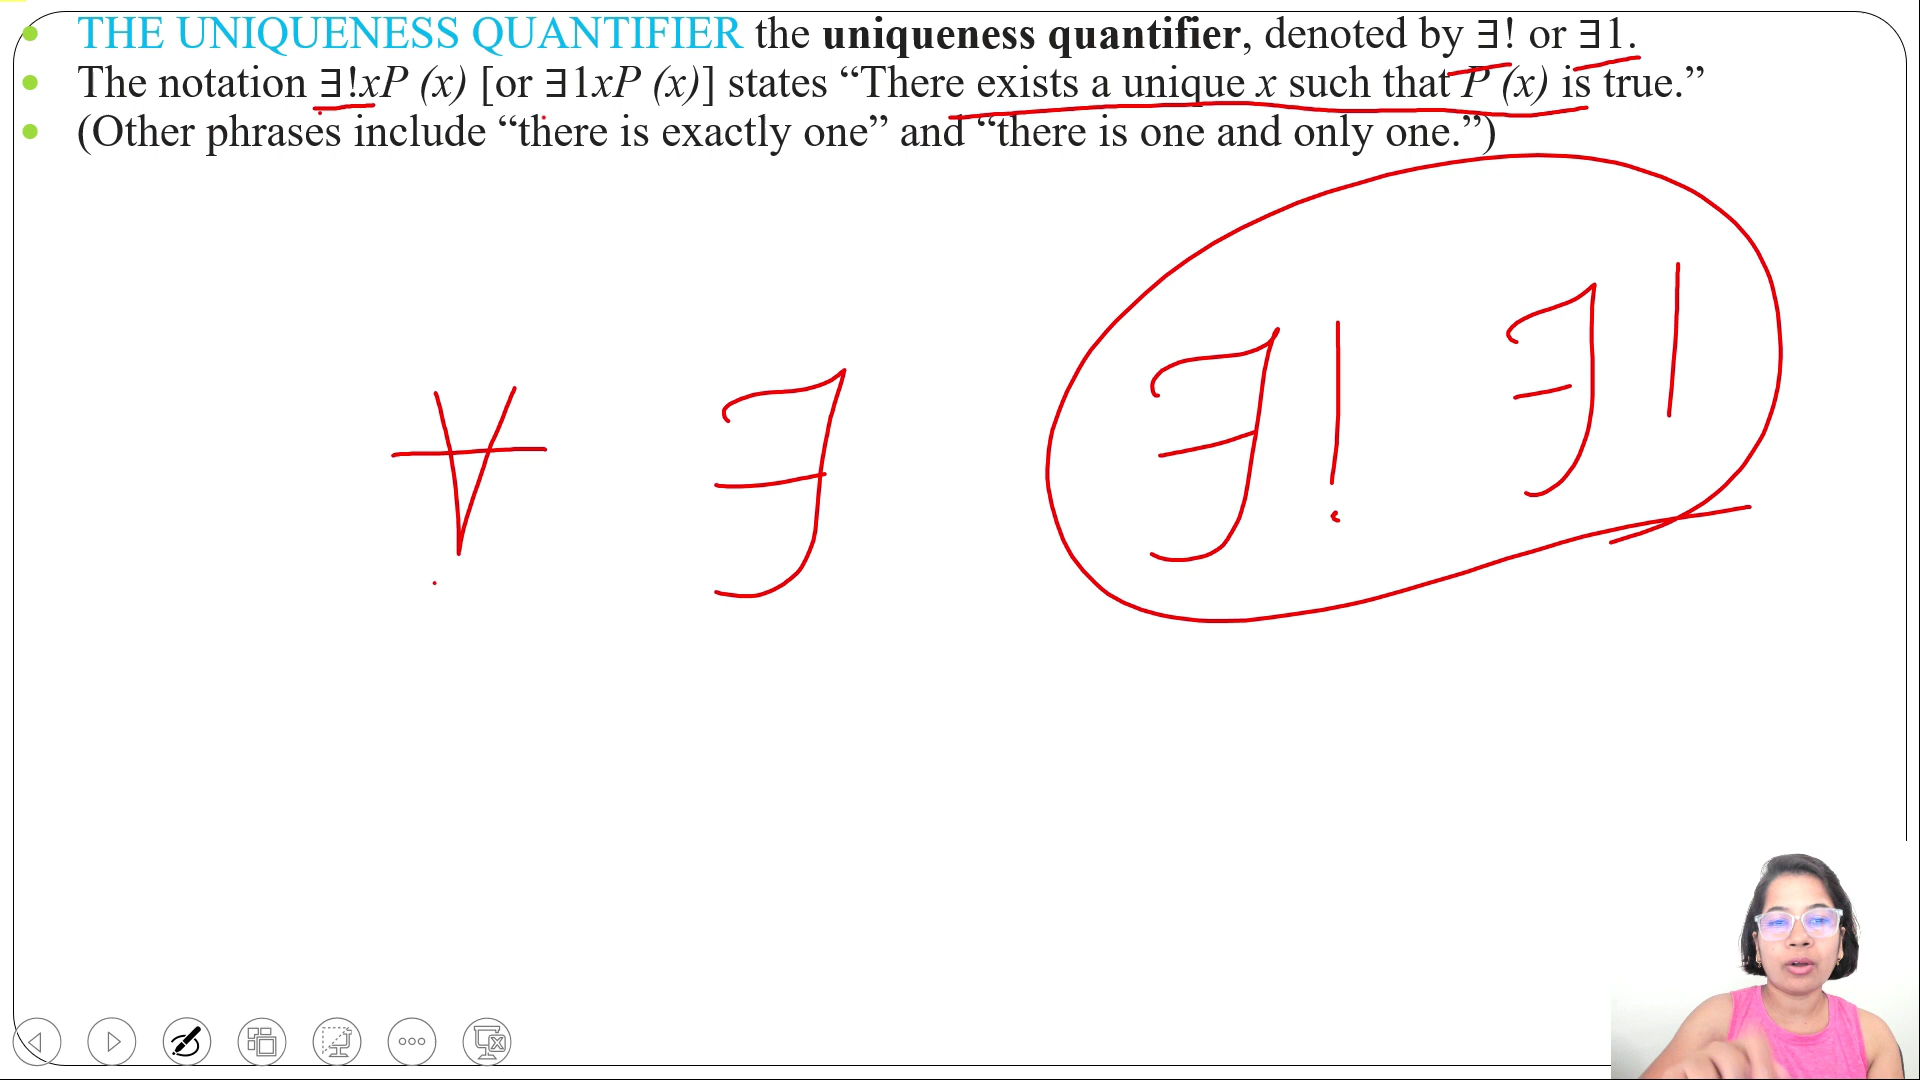 THE UNIQUENESS QUANTIFIER the uniqueness quantifier, denoted by ∃! or ∃1.
The notation ∃!xP (x) [or ∃1xP (x)] states “There exists a unique x such that P (x) is true.”
(Other phrases include “there is exactly one” and “there is one and only one.”)
∀ ∃ ∃! ∃1